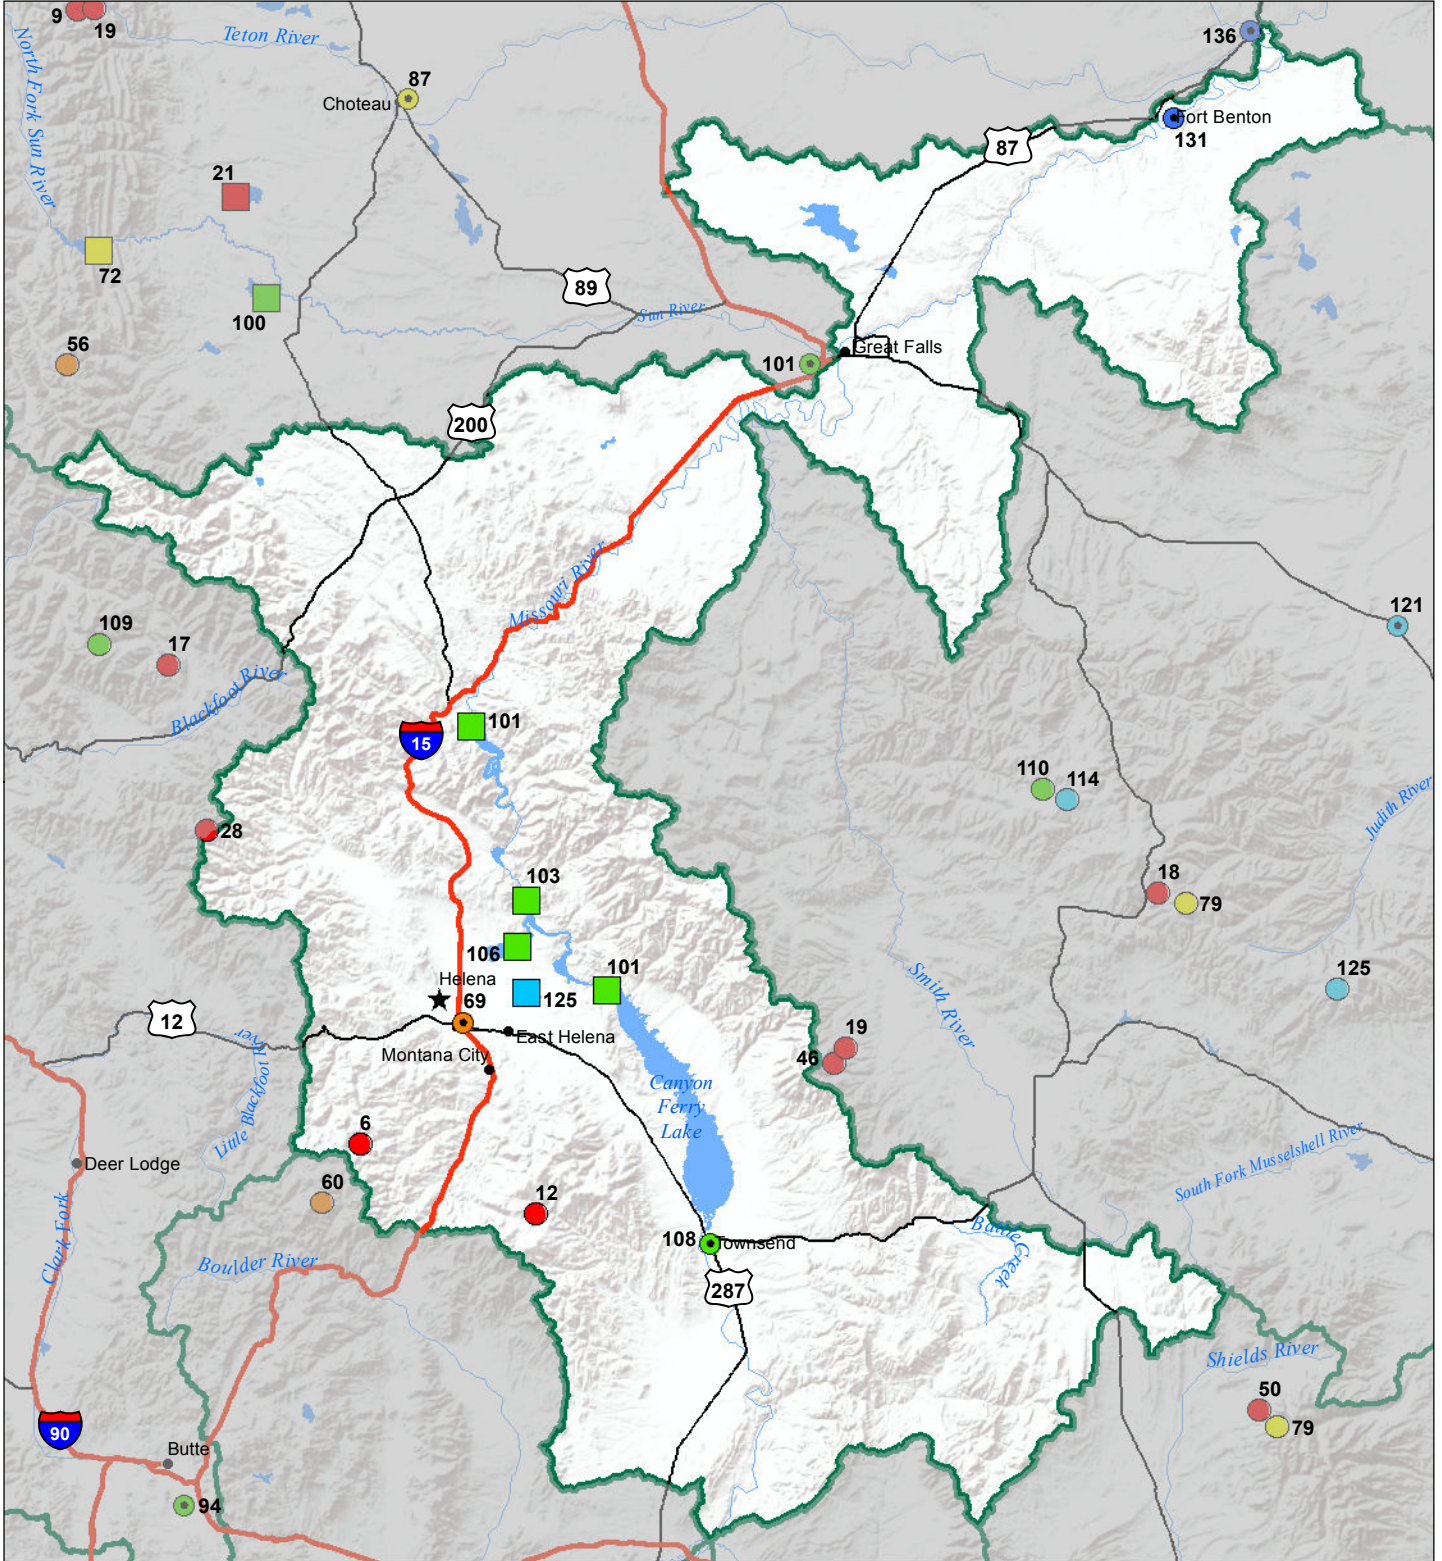 9
19
Teton River
136
North Fork Sun River
87
Choteau
Fort Benton
131
87
21
72
89
100
Sun River
56
101
Great Falls
200
Missouri River
121
109
17
Blackfoot River
101
15
110
114
Judith River
28
18
103
79
106
101
Smith River
Helena
125
125
69
12
East Helena
19
Little Blackfoot River
46
Montana City
Canyon
Ferry
Lake
6
South Fork Musselshell River
Deer Lodge
60
12
Clark Fork
108
Townsend
Battle Creek
Boulder River
287
Shields River
50
90
79
Butte
94